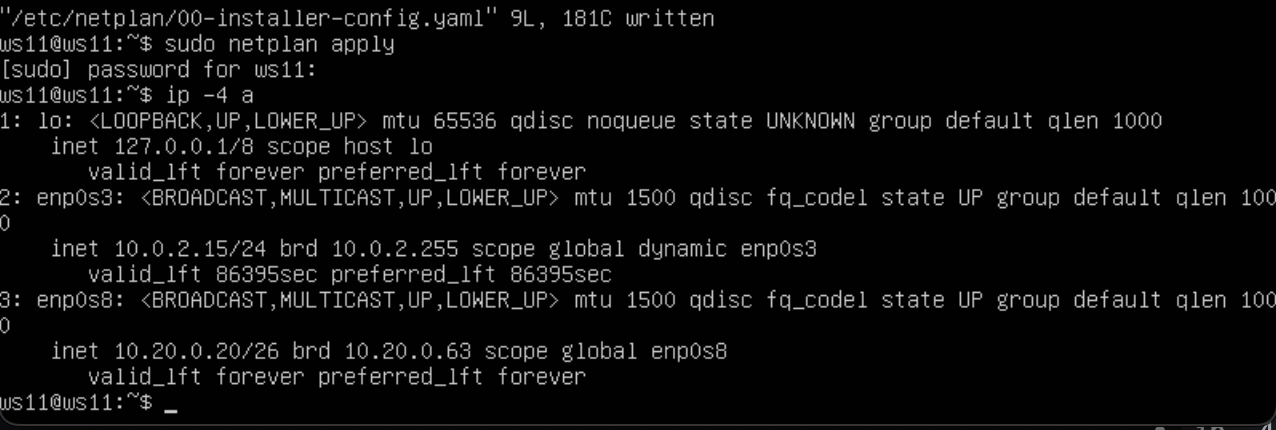 "/etc/netplan/00-installer-config.yaml" 9L, 181C written
ws11@ws11:~$ sudo netplan apply
[sudo] password for ws11:
ws11@ws11:~$ ip -4 a
1: lo: <LOOPBACK,UP,LOWER_UP> mtu 65536 qdisc noqueue state UNKNOWN group default qlen 1000
    inet 127.0.0.1/8 scope host lo
       valid_lft forever preferred_lft forever
2: enp0s3: <BROADCAST,MULTICAST,UP,LOWER_UP> mtu 1500 qdisc fq_codel state UP group default qlen 100
0
    inet 10.0.2.15/24 brd 10.0.2.255 scope global dynamic enp0s3
       valid_lft 86395sec preferred_lft 86395sec
3: enp0s8: <BROADCAST,MULTICAST,UP,LOWER_UP> mtu 1500 qdisc fq_codel state UP group default qlen 100
0
    inet 10.20.0.20/26 brd 10.20.0.63 scope global enp0s8
       valid_lft forever preferred_lft forever
ws11@ws11:~$ _